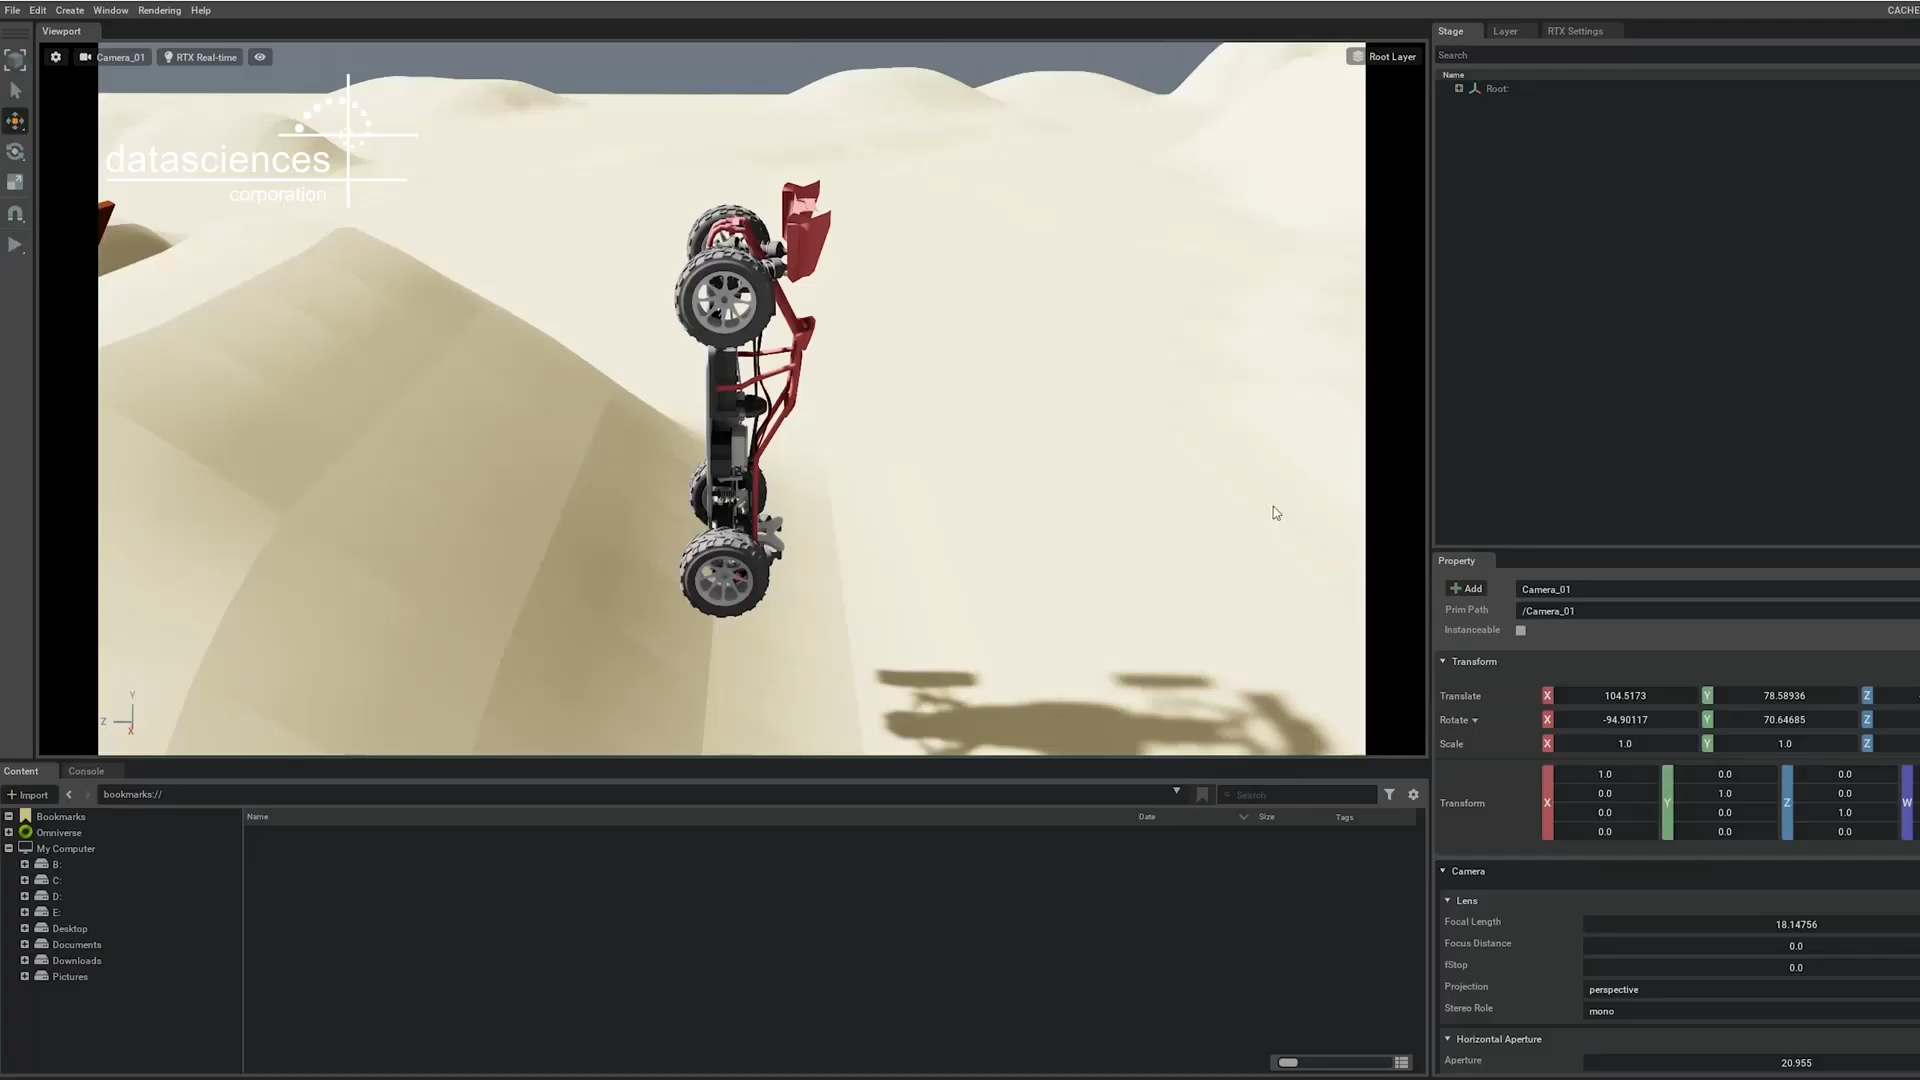 File Edit Create Window Rendering Help
CACHE
Viewport
Stage Layer RTX Settings
Camera_01 RTX Real-time
Root Layer
Search
Name
Root:
datasciences
corporation
Y
Z
X
Property
Add Camera_01
Prim Path /Camera_01
Instanceable
Transform
Translate X 104.5173 Y 78.58936 Z
Rotate X -94.90117 Y 70.64685 Z
Scale X 1.0 Y 1.0 Z
Transform X Y Z W
1.0 0.0 0.0
0.0 1.0 0.0
0.0 0.0 1.0
0.0 0.0 0.0
Camera
Lens
Focal Length 18.14756
Focus Distance 0.0
fStop 0.0
Projection perspective
Stereo Role mono
Horizontal Aperture
Aperture 20.955
Content Console
Import bookmarks:// Search
Name Date Size Tags
Bookmarks
Omniverse
My Computer
B:
C:
D:
E:
Desktop
Documents
Downloads
Pictures